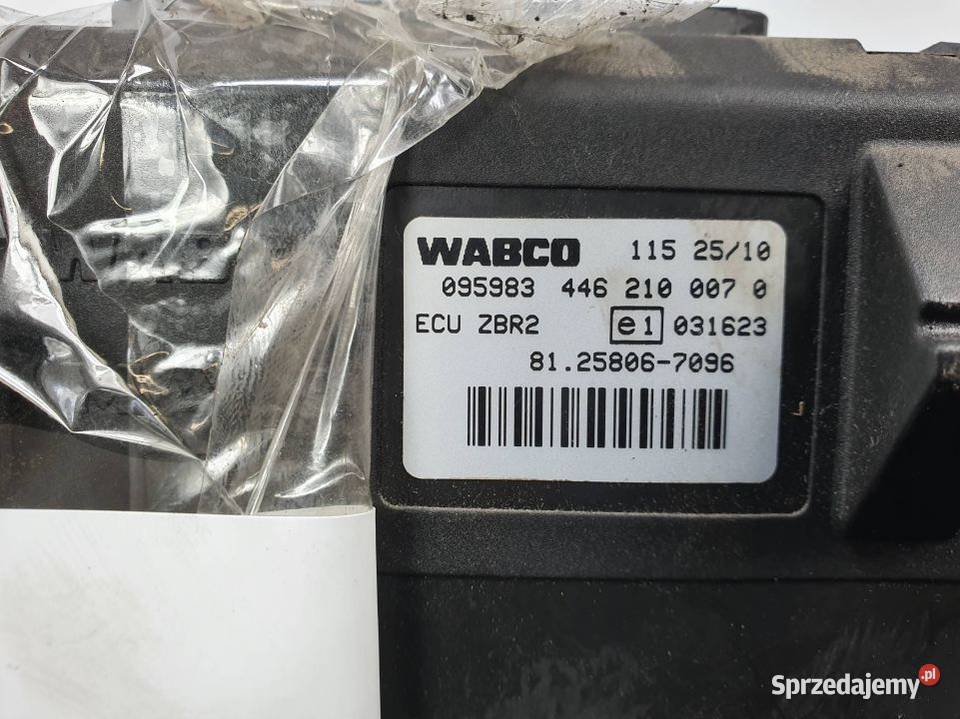 WABCO 115 25/10
095983 446 210 007 0
ECU ZBR2 e1 031623
81.25806-7096
Sprzedajemy.pl